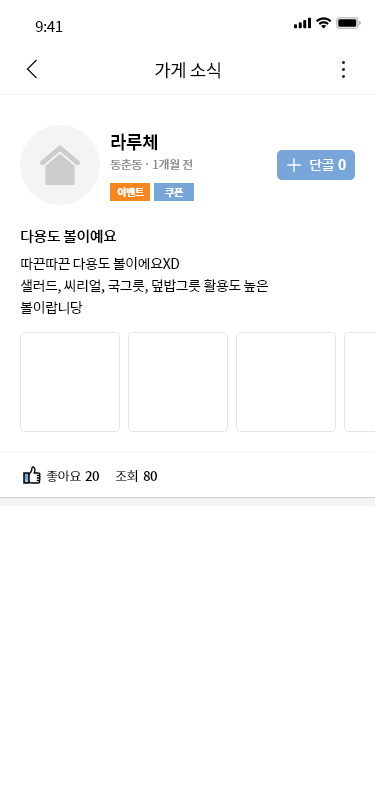 9:41
가게 소식
라루체
동춘동 · 1개월 전
이벤트 쿠폰
단골 0
다용도 볼이예요
따끈따끈 다용도 볼이에요XD
샐러드, 씨리얼, 국그릇, 덮밥그릇 활용도 높은
볼이랍니당
좋아요 20 조회 80